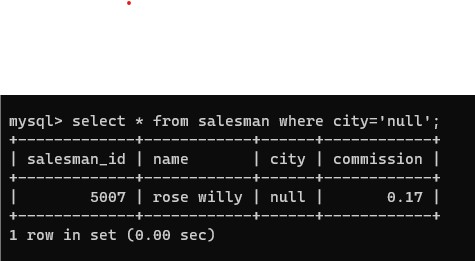 mysql> select * from salesman where city='null';
+-------------+------------+------+------------+
| salesman_id | name       | city | commission |
+-------------+------------+------+------------+
|        5007 | rose willy | null |       0.17 |
+-------------+------------+------+------------+
1 row in set (0.00 sec)